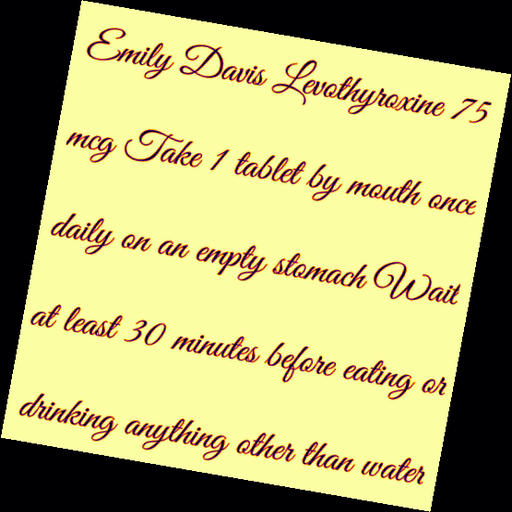 Emily Davis Levothyroxine 75
mcg Take 1 tablet by mouth once
daily on an empty stomach Wait
at least 30 minutes before eating or
drinking anything other than water